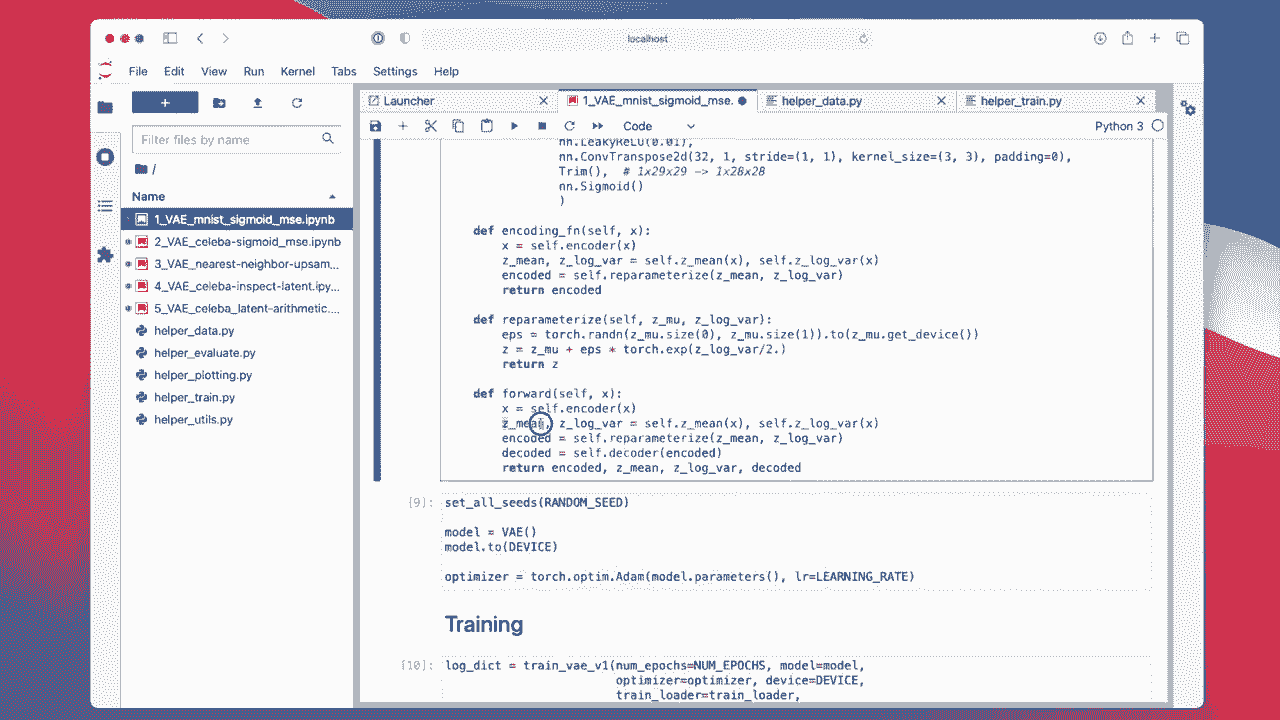 localhost
File Edit View Run Kernel Tabs Settings Help
Launcher
1_VAE_mnist_sigmoid_mse.
helper_data.py
helper_train.py
Code
Python 3
Filter files by name
/
Name
1_VAE_mnist_sigmoid_mse.ipynb
2_VAE_celeba-sigmoid_mse.ipynb
3_VAE_nearest-neighbor-upsam...
4_VAE_celeba-inspect-latent.ipy...
5_VAE_celeba_latent-arithmetic....
helper_data.py
helper_evaluate.py
helper_plotting.py
helper_train.py
helper_utils.py
nn.LeakyReLU(0.01),
nn.ConvTranspose2d(32, 1, stride=(1, 1), kernel_size=(3, 3), padding=0),
Trim(),  # 1x29x29 -> 1x28x28
nn.Sigmoid()
)
def encoding_fn(self, x):
x = self.encoder(x)
z_mean, z_log_var = self.z_mean(x), self.z_log_var(x)
encoded = self.reparameterize(z_mean, z_log_var)
return encoded
def reparameterize(self, z_mu, z_log_var):
eps = torch.randn(z_mu.size(0), z_mu.size(1)).to(z_mu.get_device())
z = z_mu + eps * torch.exp(z_log_var/2.)
return z
def forward(self, x):
x = self.encoder(x)
z_mean, z_log_var = self.z_mean(x), self.z_log_var(x)
encoded = self.reparameterize(z_mean, z_log_var)
decoded = self.decoder(encoded)
return encoded, z_mean, z_log_var, decoded
[9]: set_all_seeds(RANDOM_SEED)
model = VAE()
model.to(DEVICE)
optimizer = torch.optim.Adam(model.parameters(), lr=LEARNING_RATE)
Training
[10]: log_dict = train_vae_v1(num_epochs=NUM_EPOCHS, model=model,
optimizer=optimizer, device=DEVICE,
train_loader=train_loader,